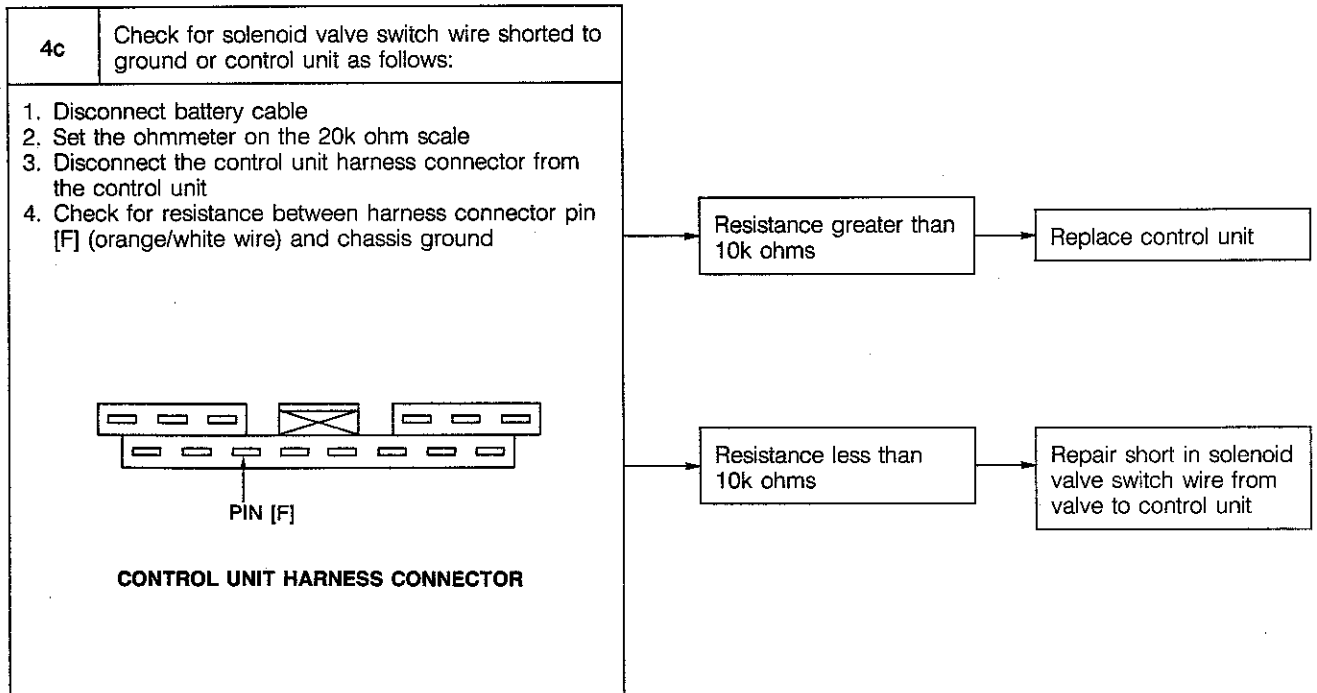 4c
Check for solenoid valve switch wire shorted to
ground or control unit as follows:
1. Disconnect battery cable
2. Set the ohmmeter on the 20k ohm scale
3. Disconnect the control unit harness connector from
the control unit
4. Check for resistance between harness connector pin
[F] (orange/white wire) and chassis ground
PIN [F]
CONTROL UNIT HARNESS CONNECTOR
Resistance greater than
10k ohms
Replace control unit
Resistance less than
10k ohms
Repair short in solenoid
valve switch wire from
valve to control unit